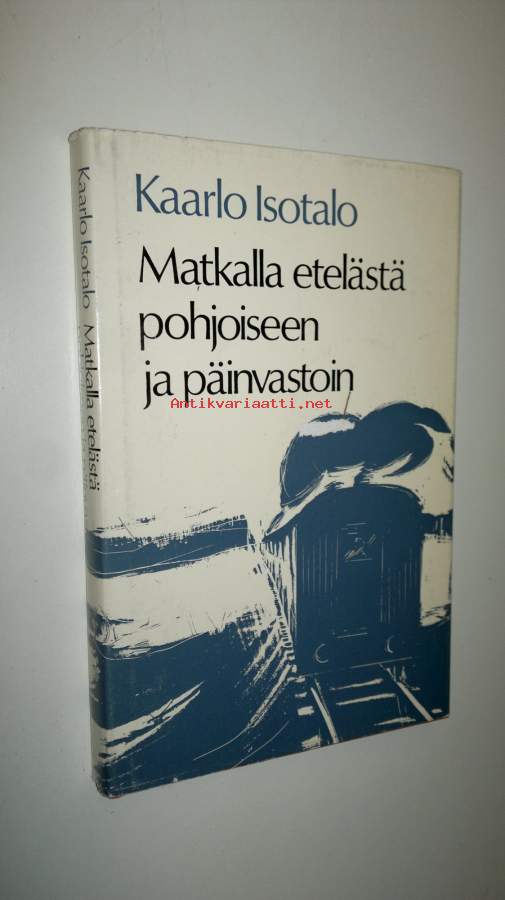 Kaarlo Isotalo
Matkalla etelästä
pohjoiseen
ja päinvastoin
Antikvariaatti.net
Kaarlo Isotalo Matkalla etelästä